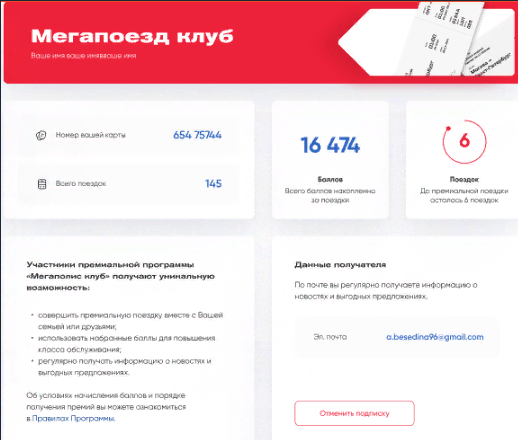 Мегапоезд клуб
Ваше имя ваше имяваше имя
Номер вашей карты 654 75744
Всего поездок 145
16 474
Баллов
Всего баллов накопленно
за поездки
6
Поездок
До премиальной поездки
осталось 6 поездок
Участники премиальной программы
«Мегаполис клуб» получают уникальную
возможность:
• совершить премиальную поездку вместе с Вашей
семьей или друзьями;
• использовать набранные баллы для повышения
класса обслуживания;
• регулярно получать информацию о новостях и
выгодных предложениях.
Об условиях начисления баллов и порядке
получения премий вы можете ознакомиться
в Правилах Программы.
Данные получателя
По почте вы регулярно получаете информацию о
новостях и выгодных предложениях.
Эл. почта a.besedina96@gmail.com
Отменить подписку